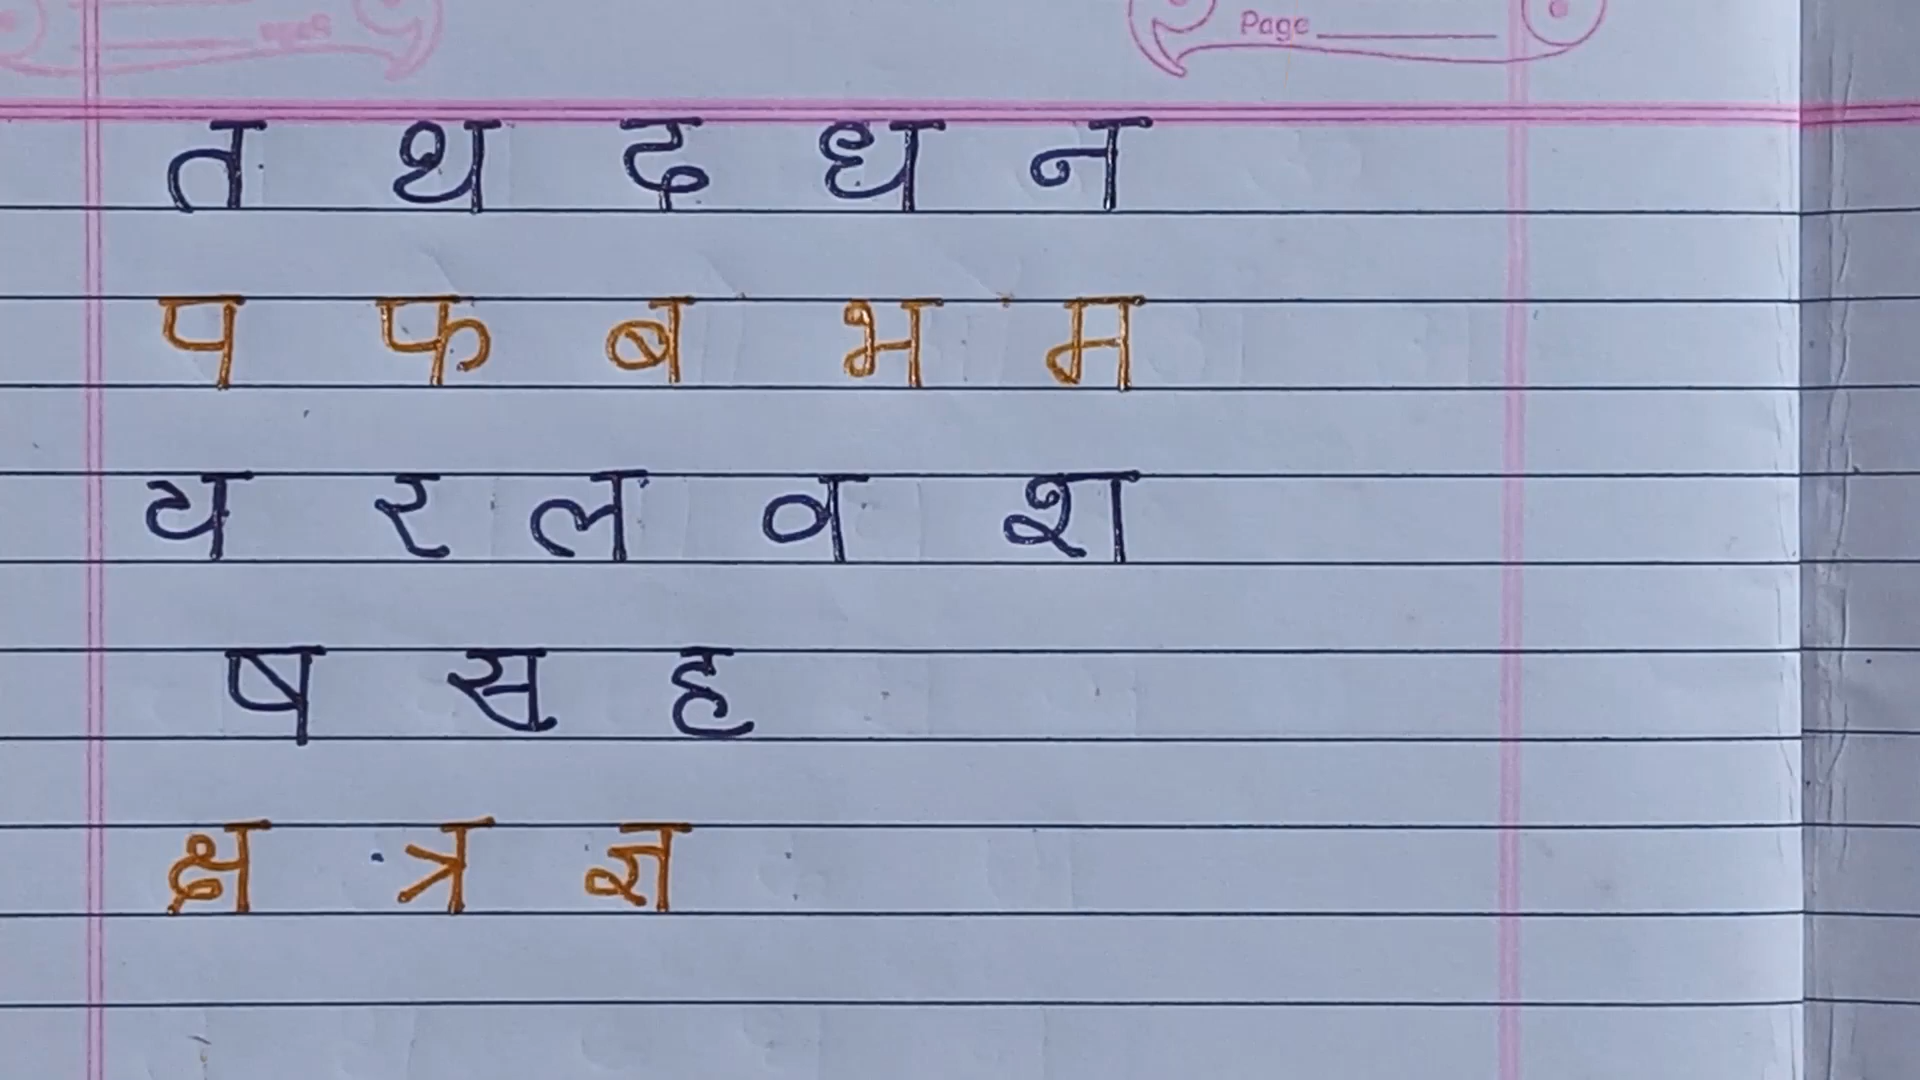 Page
त थ द ध न
प फ ब भ म
य र ल व श
ष स ह
क्ष त्र ज्ञ